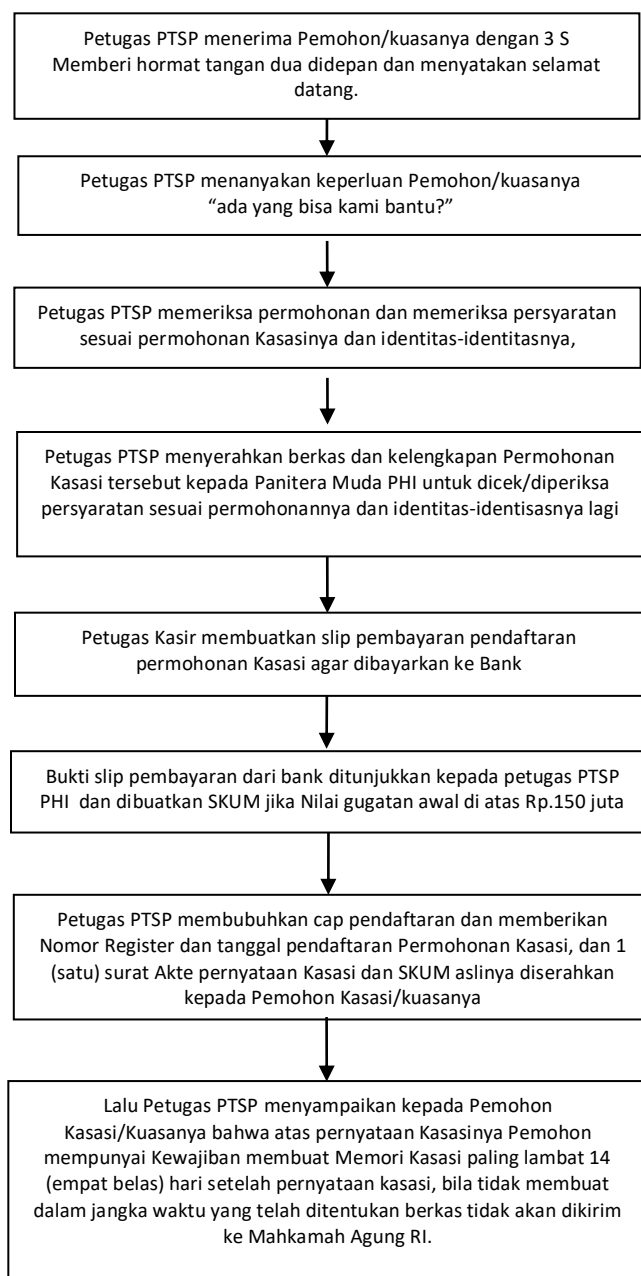 Petugas PTSP menerima Pemohon/kuasanya dengan 3 S
Memberi hormat tangan dua didepan dan menyatakan selamat
datang.
Petugas PTSP menanyakan keperluan Pemohon/kuasanya
“ada yang bisa kami bantu?”
Petugas PTSP memeriksa permohonan dan memeriksa persyaratan
sesuai permohonan Kasasinya dan identitas-identitasnya,
Petugas PTSP menyerahkan berkas dan kelengkapan Permohonan
Kasasi tersebut kepada Panitera Muda PHI untuk dicek/diperiksa
persyaratan sesuai permohonannya dan identitas-identisasnya lagi
Petugas Kasir membuatkan slip pembayaran pendaftaran
permohonan Kasasi agar dibayarkan ke Bank
Bukti slip pembayaran dari bank ditunjukkan kepada petugas PTSP
PHI dan dibuatkan SKUM jika Nilai gugatan awal di atas Rp.150 juta
Petugas PTSP membubuhkan cap pendaftaran dan memberikan
Nomor Register dan tanggal pendaftaran Permohonan Kasasi, dan 1
(satu) surat Akte pernyataan Kasasi dan SKUM aslinya diserahkan
kepada Pemohon Kasasi/kuasanya
Lalu Petugas PTSP menyampaikan kepada Pemohon
Kasasi/Kuasanya bahwa atas pernyataan Kasasinya Pemohon
mempunyai Kewajiban membuat Memori Kasasi paling lambat 14
(empat belas) hari setelah pernyataan kasasi, bila tidak membuat
dalam jangka waktu yang telah ditentukan berkas tidak akan dikirim
ke Mahkamah Agung RI.